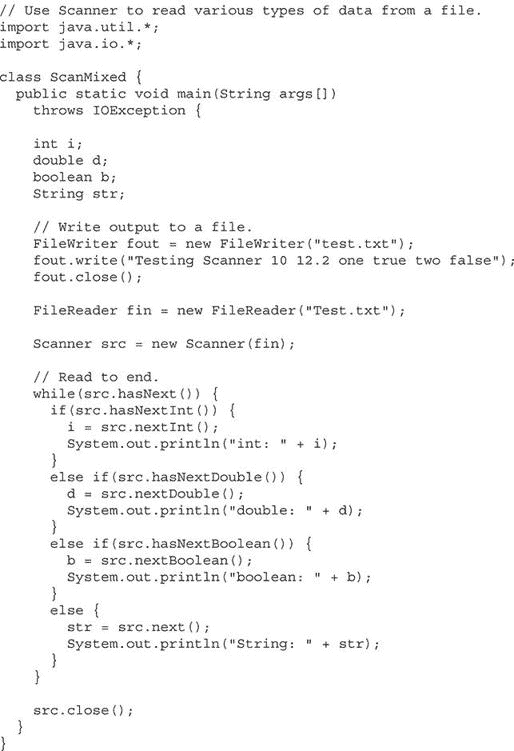 // Use Scanner to read various types of data from a file.
import java.util.*;
import java.io.*;

class ScanMixed {
  public static void main(String args[])
    throws IOException {

    int i;
    double d;
    boolean b;
    String str;

    // Write output to a file.
    FileWriter fout = new FileWriter("test.txt");
    fout.write("Testing Scanner 10 12.2 one true two false");
    fout.close();

    FileReader fin = new FileReader("Test.txt");

    Scanner src = new Scanner(fin);

    // Read to end.
    while(src.hasNext()) {
      if(src.hasNextInt()) {
        i = src.nextInt();
        System.out.println("int: " + i);
      }
      else if(src.hasNextDouble()) {
        d = src.nextDouble();
        System.out.println("double: " + d);
      }
      else if(src.hasNextBoolean()) {
        b = src.nextBoolean();
        System.out.println("boolean: " + b);
      }
      else {
        str = src.next();
        System.out.println("String: " + str);
      }
    }

    src.close();
  }
}